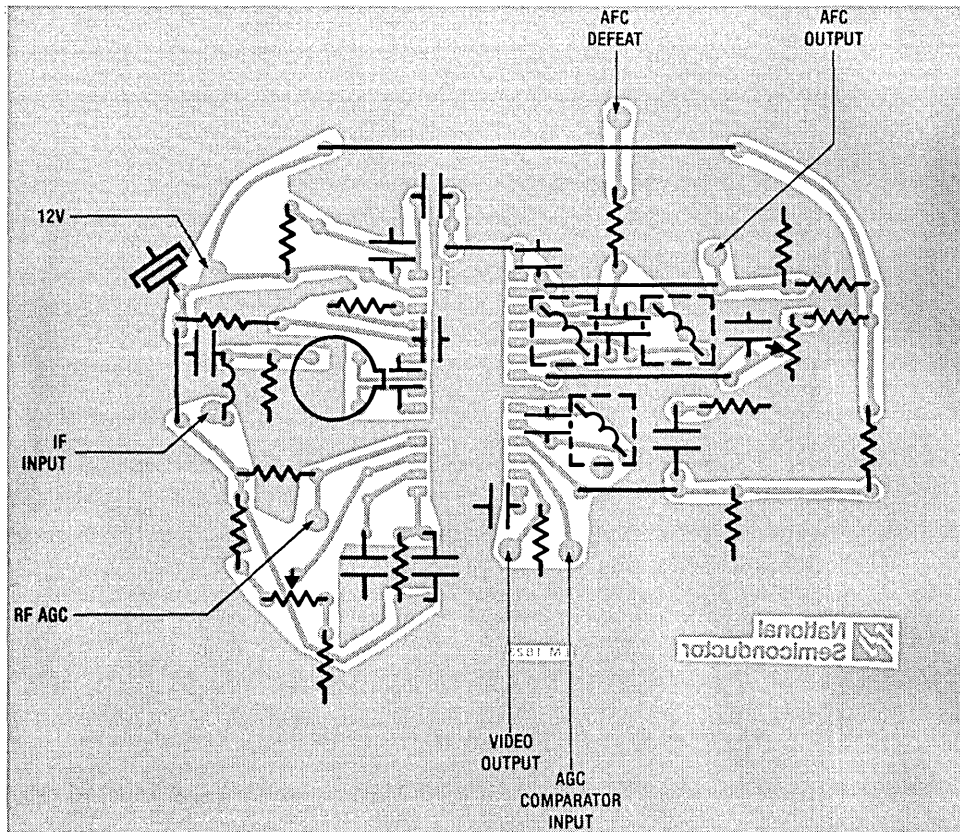 AFC
DEFEAT
AFC
OUTPUT
12V
IF
INPUT
RF AGC
National
Semiconductor
VIDEO
OUTPUT
AGC
COMPARATOR
INPUT